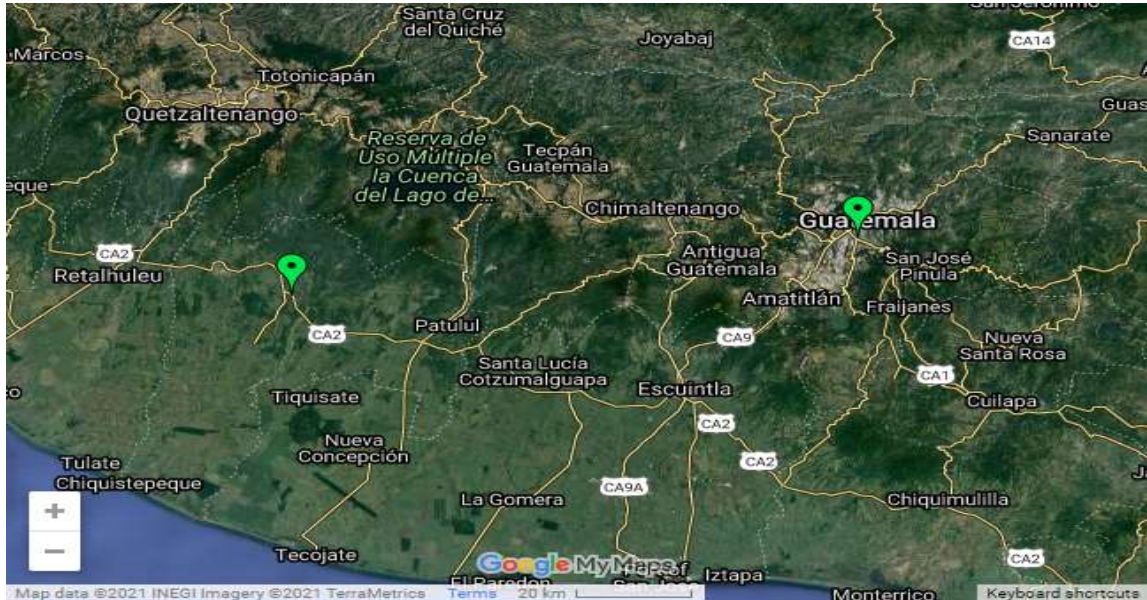 Santa Cruz
del Quiché
Joyabaj
CA14
Marcos
Totonicapán
Quetzaltenango
Guas
Sanarate
Reserva de
Uso Múltiple
la Cuenca
del Lago de...
Tecpán
Guatemala
eque
Chimaltenango
Guatemala
CA2
Retalhuleu
Antigua
Guatemala
San José
Pinula
Amatitlán
Fraijanes
CA2
Patulul
CA9
Nueva
Santa Rosa
Santa Lucía
Cotzumalguapa
CA1
Escuintla
Cuilapa
Tiquisate
CA2
Nueva
Concepción
CA2
Tulate
Chiquistepeque
CA9A
La Gomera
Chiquimulilla
Tecojate
CA2
Google My Maps
El Paredon
Iztapa
Monterrico
Map data ©2021 INEGI Imagery ©2021 TerraMetrics Terms 20 km
Keyboard shortcuts